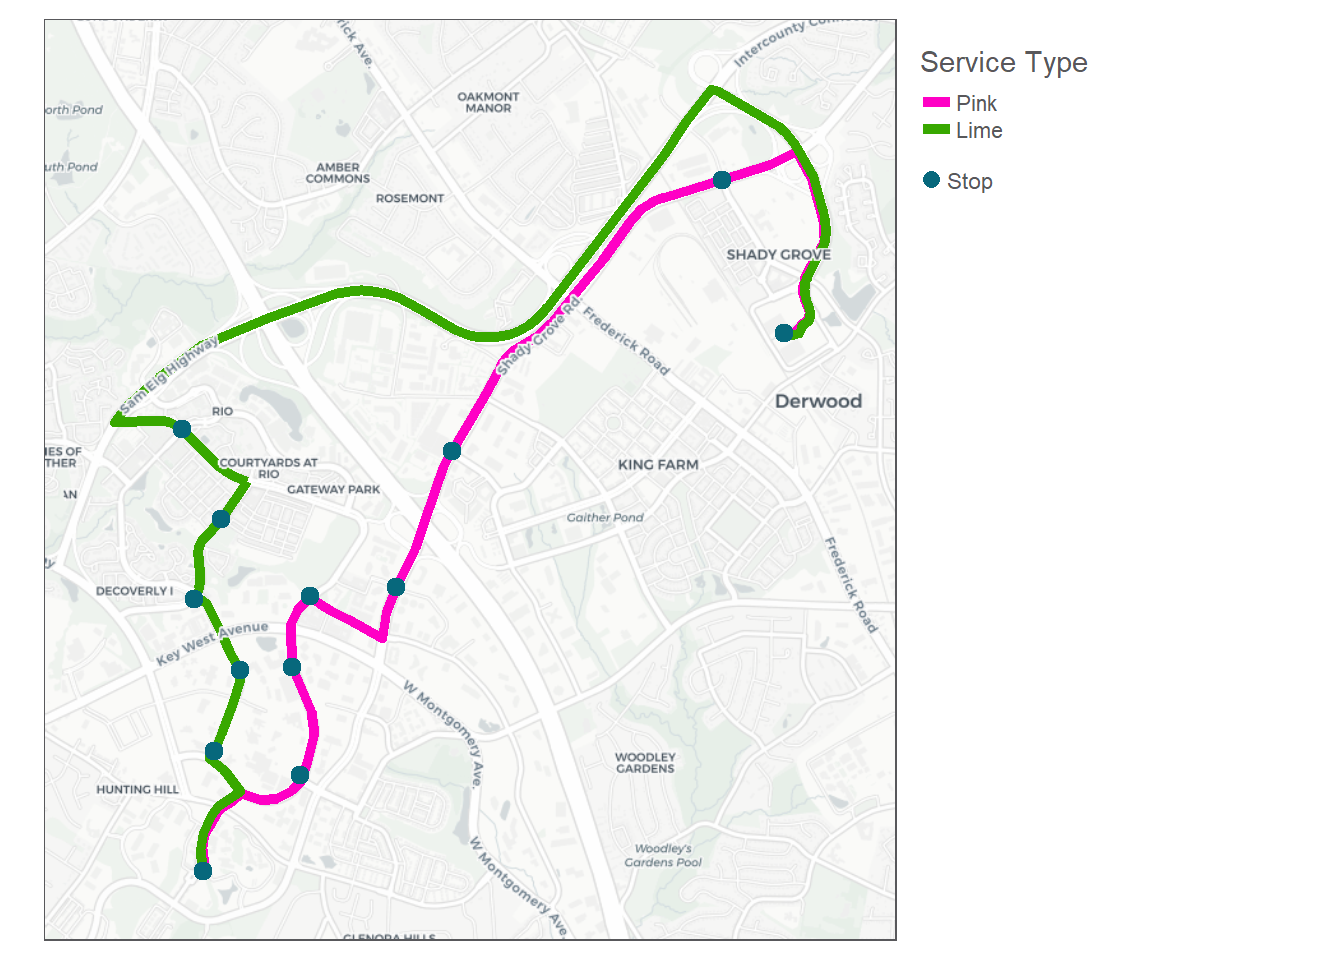 Intercounty
rick Ave.
OAKMONT
MANOR
orth Pond
uth Pond
AMBER
COMMONS
ROSEMONT
SHADY GROVE
Shady Grove Rd.
Frederick Road
Sam Eig Highway
RIO
Derwood
IES OF
THER
AN
COURTYARDS AT
RIO
GATEWAY PARK
KING FARM
Gaither Pond
Frederick Road
DECOVERLY I
Key West Avenue
W Montgomery Ave.
WOODLEY
GARDENS
HUNTING HILL
W Montgomery Ave.
Woodley's
Gardens Pool
GLENORA HILLS
Service Type
Pink
Lime
Stop